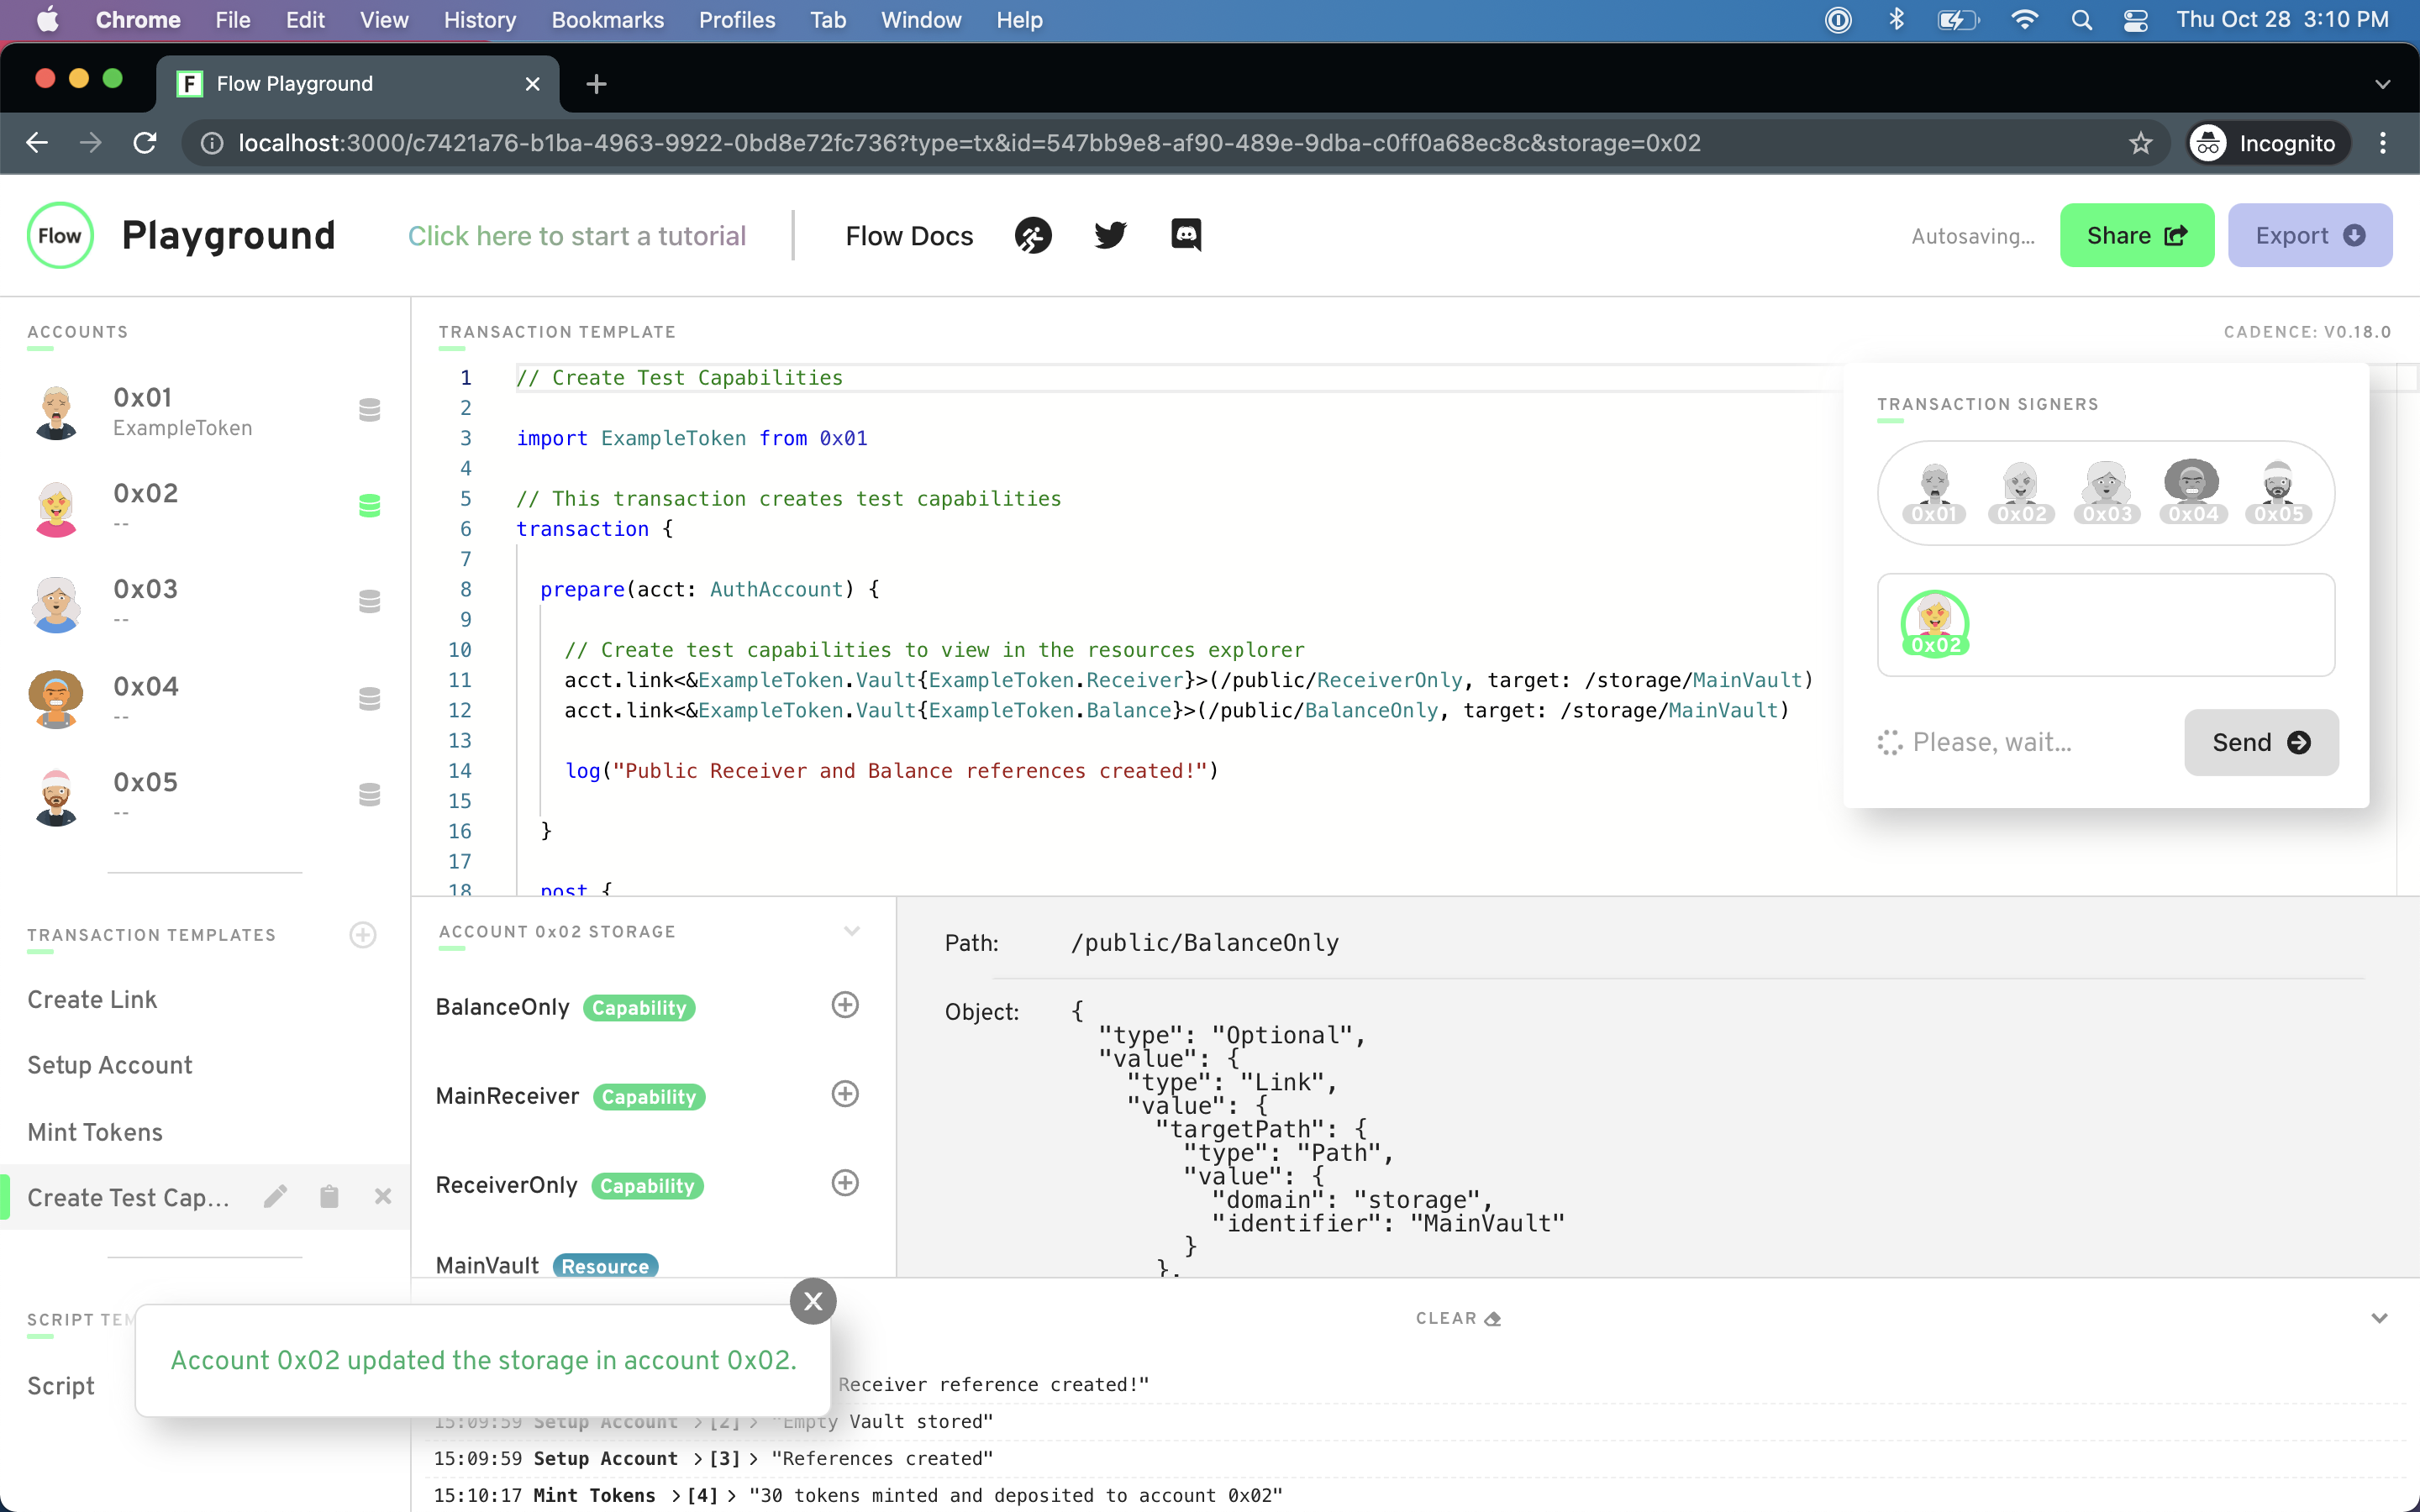 Chrome File Edit View History Bookmarks Profiles Tab Window Help Thu Oct 28 3:10 PM
F Flow Playground
localhost:3000/c7421a76-b1ba-4963-9922-0bd8e72fc736?type=tx&id=547bb9e8-af90-489e-9dba-c0ff0a68ec8c&storage=0x02 Incognito
Flow Playground Click here to start a tutorial Flow Docs Autosaving... Share Export
ACCOUNTS
0x01
ExampleToken
0x02
--
0x03
--
0x04
--
0x05
--
TRANSACTION TEMPLATES
Create Link
Setup Account
Mint Tokens
Create Test Cap...
SCRIPT TEM
Script
TRANSACTION TEMPLATE
CADENCE: V0.18.0
1 // Create Test Capabilities
2
3 import ExampleToken from 0x01
4
5 // This transaction creates test capabilities
6 transaction {
7
8 prepare(acct: AuthAccount) {
9
10 // Create test capabilities to view in the resources explorer
11 acct.link<&ExampleToken.Vault{ExampleToken.Receiver}>(/public/ReceiverOnly, target: /storage/MainVault)
12 acct.link<&ExampleToken.Vault{ExampleToken.Balance}>(/public/BalanceOnly, target: /storage/MainVault)
13
14 log("Public Receiver and Balance references created!")
15
16 }
17
18 post {
TRANSACTION SIGNERS
0x01 0x02 0x03 0x04 0x05
0x02
Please, wait...
Send
ACCOUNT 0x02 STORAGE
BalanceOnly Capability
MainReceiver Capability
ReceiverOnly Capability
MainVault Resource
Path: /public/BalanceOnly
Object: {
"type": "Optional",
"value": {
"type": "Link",
"value": {
"targetPath": {
"type": "Path",
"value": {
"domain": "storage",
"identifier": "MainVault"
}
},
X
Account 0x02 updated the storage in account 0x02.
CLEAR
Receiver reference created!"
15:09:59 Setup Account >[2]> "Empty Vault stored"
15:09:59 Setup Account >[3]> "References created"
15:10:17 Mint Tokens >[4]> "30 tokens minted and deposited to account 0x02"